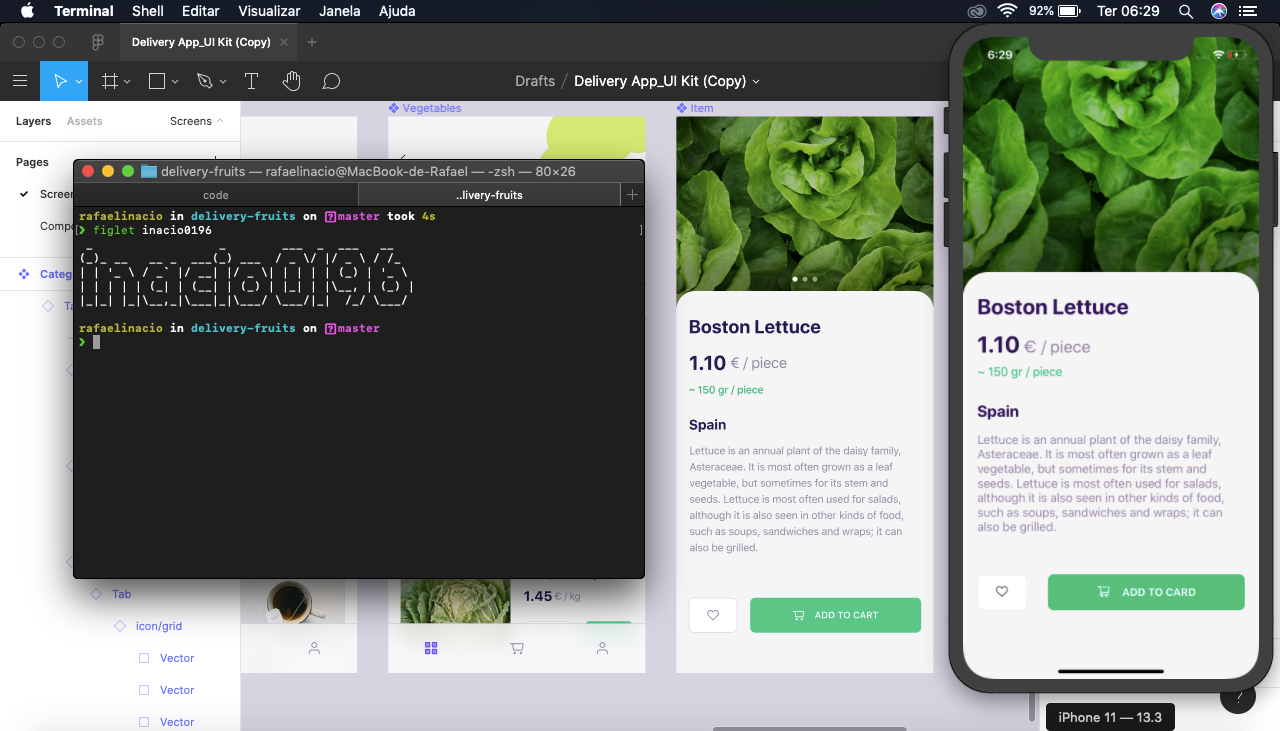 Terminal Shell Editar Visualizar Janela Ajuda 92% Ter 06:29
Delivery App_UI Kit (Copy)
Drafts / Delivery App_UI Kit (Copy)
Layers Assets Screens
Pages
Vegetables
Item
delivery-fruits — rafaelinacio@MacBook-de-Rafael — -zsh — 80×26
code
..livery-fruits
rafaelinacio in delivery-fruits on master took 4s
❯ figlet inacio0196
rafaelinacio in delivery-fruits on master
❯
Tab
icon/grid
Vector
Vector
Vector
1.45 € / kg
Boston Lettuce
1.10 € / piece
~ 150 gr / piece
Spain
Lettuce is an annual plant of the daisy family,
Asteraceae. It is most often grown as a leaf
vegetable, but sometimes for its stem and
seeds. Lettuce is most often used for salads,
although it is also seen in other kinds of food,
such as soups, sandwiches and wraps; it can
also be grilled.
ADD TO CART
6:29
Boston Lettuce
1.10 € / piece
~ 150 gr / piece
Spain
Lettuce is an annual plant of the daisy family,
Asteraceae. It is most often grown as a leaf
vegetable, but sometimes for its stem and
seeds. Lettuce is most often used for salads,
although it is also seen in other kinds of food,
such as soups, sandwiches and wraps; it can
also be grilled.
ADD TO CARD
?
iPhone 11 — 13.3